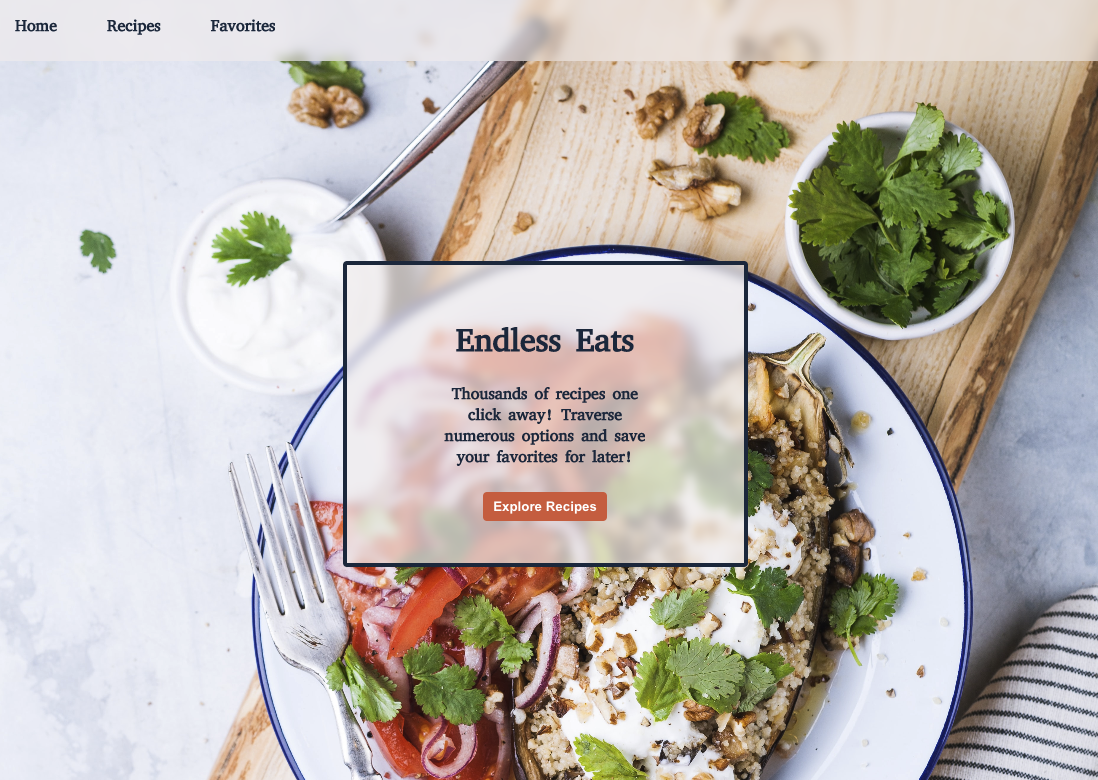 Home Recipes Favorites
Endless Eats
Thousands of recipes one
click away! Traverse
numerous options and save
your favorites for later!
Explore Recipes